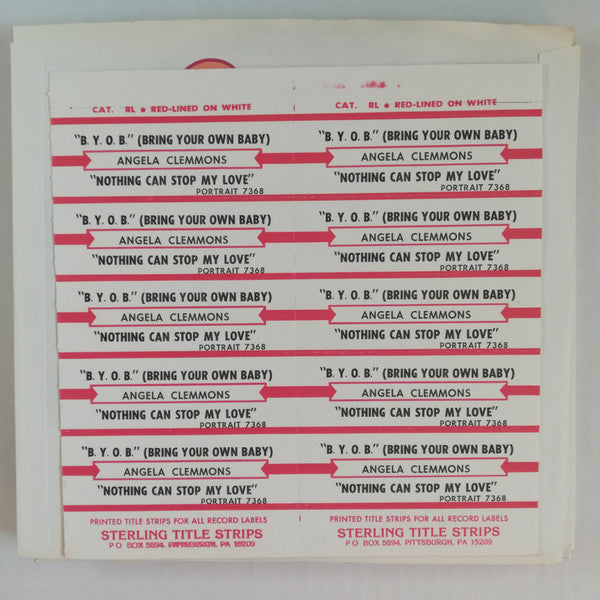 CAT. RL ● RED-LINED ON WHITE
CAT. RL ● RED-LINED ON WHITE
"B. Y. O. B." (BRING YOUR OWN BABY)
ANGELA CLEMMONS
"NOTHING CAN STOP MY LOVE"
PORTRAIT 7368
"B. Y. O. B." (BRING YOUR OWN BABY)
ANGELA CLEMMONS
"NOTHING CAN STOP MY LOVE"
PORTRAIT 7368
"B. Y. O. B." (BRING YOUR OWN BABY)
ANGELA CLEMMONS
"NOTHING CAN STOP MY LOVE"
PORTRAIT 7368
"B. Y. O. B." (BRING YOUR OWN BABY)
ANGELA CLEMMONS
"NOTHING CAN STOP MY LOVE"
PORTRAIT 7368
"B. Y. O. B." (BRING YOUR OWN BABY)
ANGELA CLEMMONS
"NOTHING CAN STOP MY LOVE"
PORTRAIT 7368
"B. Y. O. B." (BRING YOUR OWN BABY)
ANGELA CLEMMONS
"NOTHING CAN STOP MY LOVE"
PORTRAIT 7368
"B. Y. O. B." (BRING YOUR OWN BABY)
ANGELA CLEMMONS
"NOTHING CAN STOP MY LOVE"
PORTRAIT 7368
"B. Y. O. B." (BRING YOUR OWN BABY)
ANGELA CLEMMONS
"NOTHING CAN STOP MY LOVE"
PORTRAIT 7368
"B. Y. O. B." (BRING YOUR OWN BABY)
ANGELA CLEMMONS
"NOTHING CAN STOP MY LOVE"
PORTRAIT 7368
"B. Y. O. B." (BRING YOUR OWN BABY)
ANGELA CLEMMONS
"NOTHING CAN STOP MY LOVE"
PORTRAIT 7368
PRINTED TITLE STRIPS FOR ALL RECORD LABELS
STERLING TITLE STRIPS
P O BOX 5894, PITTSBURGH, PA 15209
PRINTED TITLE STRIPS FOR ALL RECORD LABELS
STERLING TITLE STRIPS
P O BOX 5894, PITTSBURGH, PA 15209